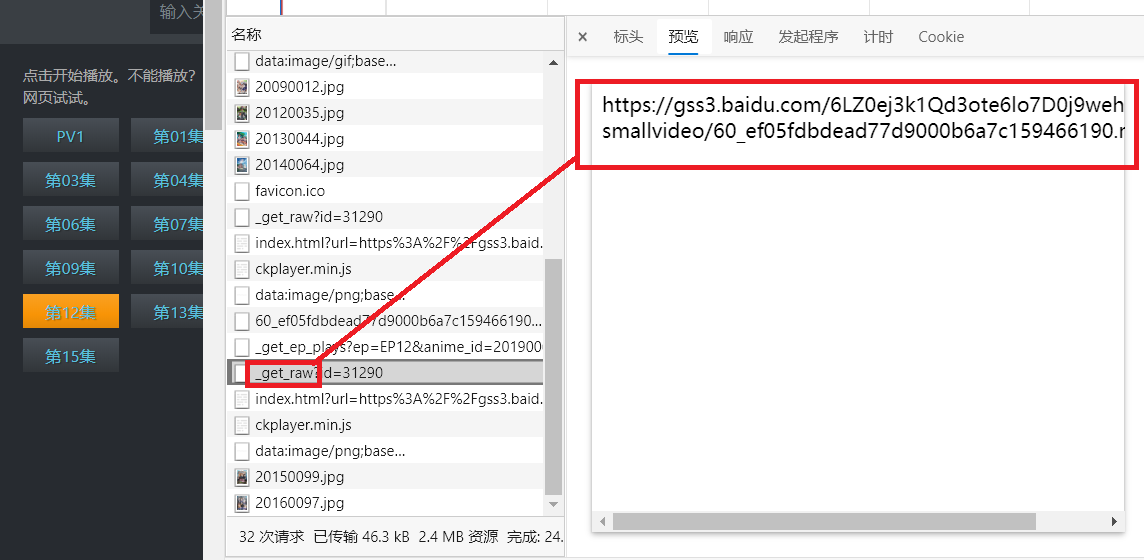 输入关
点击开始播放。不能播放?
网页试试。
PV1
第01集
第03集
第04集
第06集
第07集
第09集
第10集
第12集
第13集
第15集
名称
data:image/gif;base...
20090012.jpg
20120035.jpg
20130044.jpg
20140064.jpg
favicon.ico
_get_raw?id=31290
index.html?url=https%3A%2F%2Fgss3.baid...
ckplayer.min.js
data:image/png;base...
60_ef05fdbdead77d9000b6a7c159466190...
_get_ep_plays?ep=EP12&anime_id=201900
_get_raw?id=31290
index.html?url=https%3A%2F%2Fgss3.baid...
ckplayer.min.js
data:image/png;base...
20150099.jpg
20160097.jpg
32 次请求 已传输 46.3 kB 2.4 MB 资源 完成: 24.
× 标头 预览 响应 发起程序 计时 Cookie
https://gss3.baidu.com/6LZ0ej3k1Qd3ote6lo7D0j9weh
smallvideo/60_ef05fdbdead77d9000b6a7c159466190.